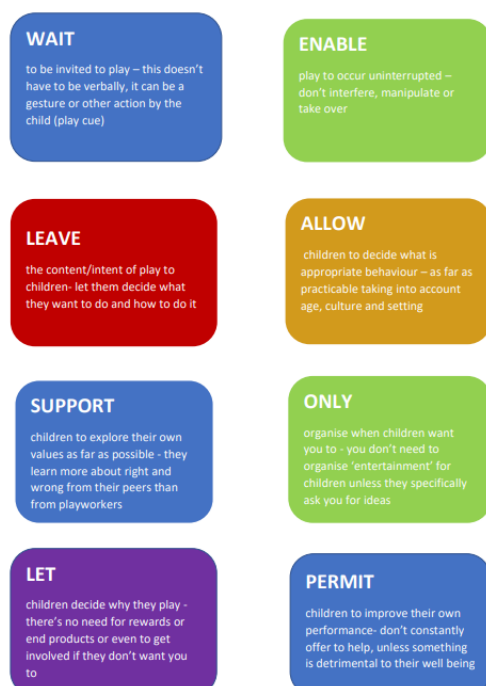 WAIT
to be invited to play – this doesn't
have to be verbally, it can be a
gesture or other action by the
child (play cue)
ENABLE
play to occur uninterrupted –
don't interfere, manipulate or
take over
LEAVE
the content/intent of play to
children- let them decide what
they want to do and how to do it
ALLOW
children to decide what is
appropriate behaviour – as far as
practicable taking into account
age, culture and setting
SUPPORT
children to explore their own
values as far as possible - they
learn more about right and
wrong from their peers than
from playworkers
ONLY
organise when children want
you to - you don't need to
organise 'entertainment' for
children unless they specifically
ask you for ideas
LET
children decide why they play -
there's no need for rewards or
end products or even to get
involved if they don't want you
to
PERMIT
children to improve their own
performance- don't constantly
offer to help, unless something
is detrimental to their well being